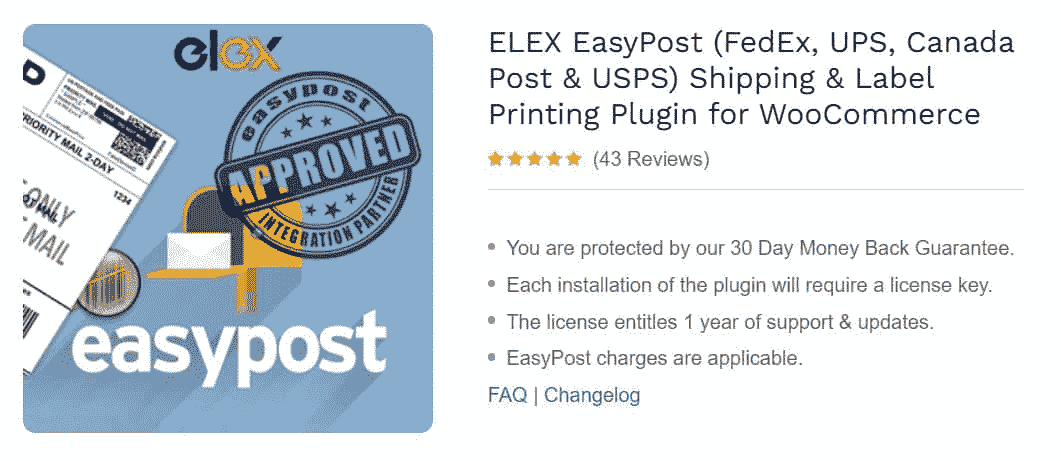 elex
ELEX EasyPost (FedEx, UPS, Canada
Post & USPS) Shipping & Label
Printing Plugin for WooCommerce
(43 Reviews)
easypost
APPROVED
INTEGRATION PARTNER
PRIORITY MAIL 2-DAY
1234
ONLY
MAIL
easypost
You are protected by our 30 Day Money Back Guarantee.
Each installation of the plugin will require a license key.
The license entitles 1 year of support & updates.
EasyPost charges are applicable.
FAQ | Changelog